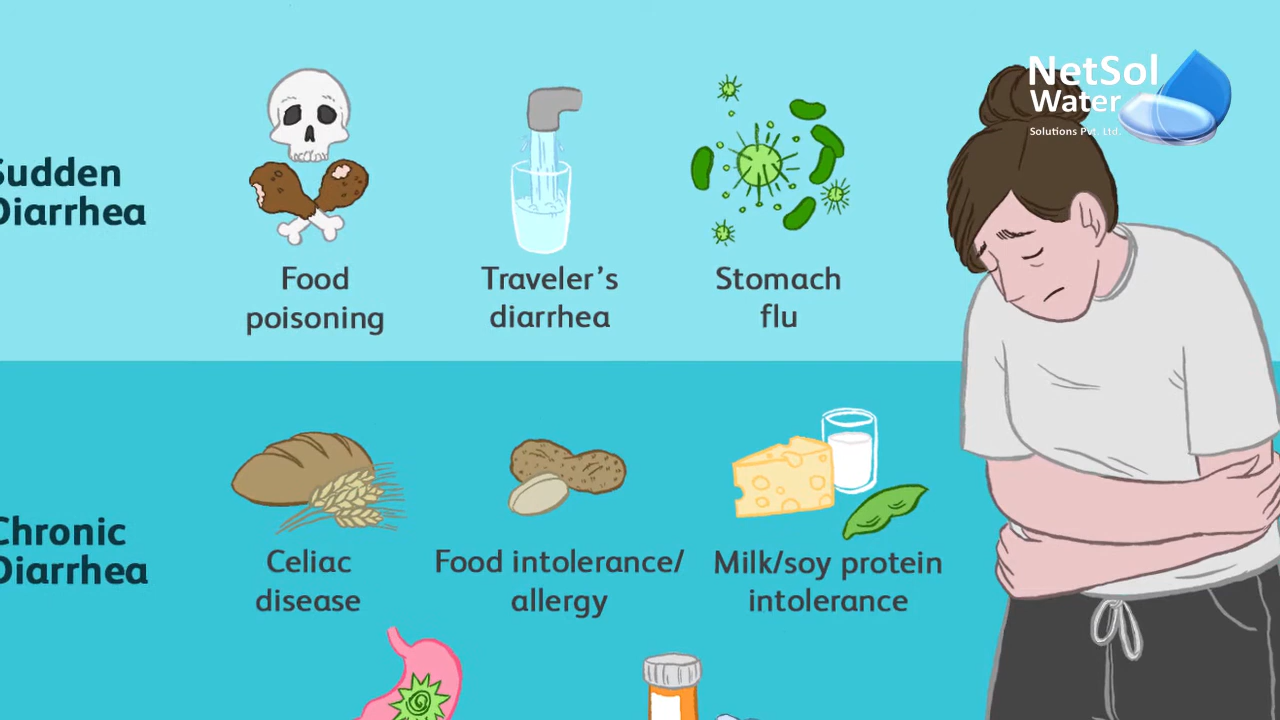 NetSol
Water
Solutions Pvt. Ltd.
Sudden
Diarrhea
Food
poisoning
Traveler's
diarrhea
Stomach
flu
Chronic
Diarrhea
Celiac
disease
Food intolerance/
allergy
Milk/soy protein
intolerance